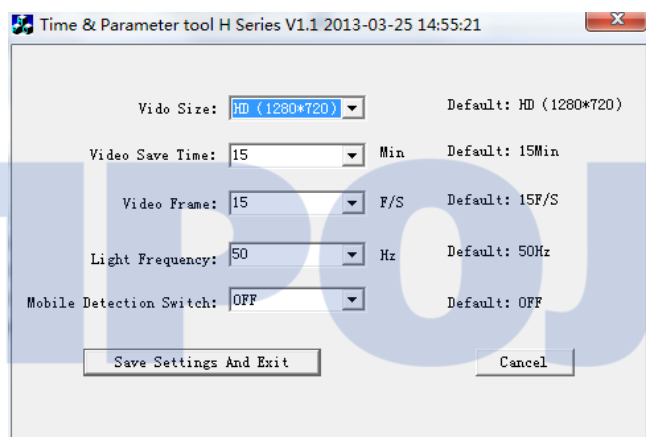 Time & Parameter tool H Series V1.1 2013-03-25 14:55:21
Vido Size: HD (1280*720) Default: HD (1280*720)
Video Save Time: 15 Min Default: 15Min
Video Frame: 15 F/S Default: 15F/S
Light Frequency: 50 Hz Default: 50Hz
Mobile Detection Switch: OFF Default: OFF
Save Settings And Exit Cancel